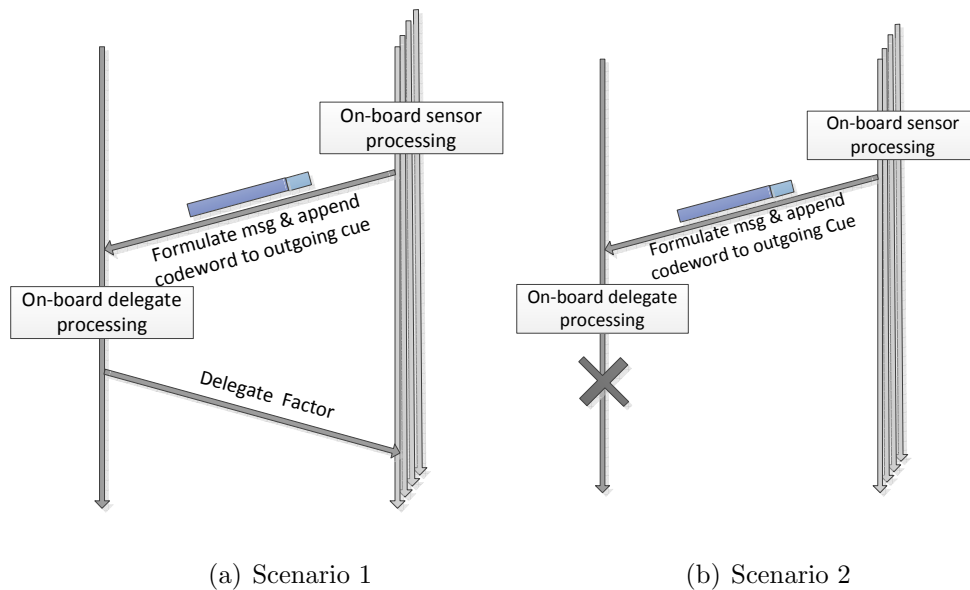 On-board sensor
processing
Formulate msg & append
codeword to outgoing cue
On-board delegate
processing
Delegate Factor
(a) Scenario 1
On-board sensor
processing
Formulate msg & append
codeword to outgoing Cue
On-board delegate
processing
(b) Scenario 2